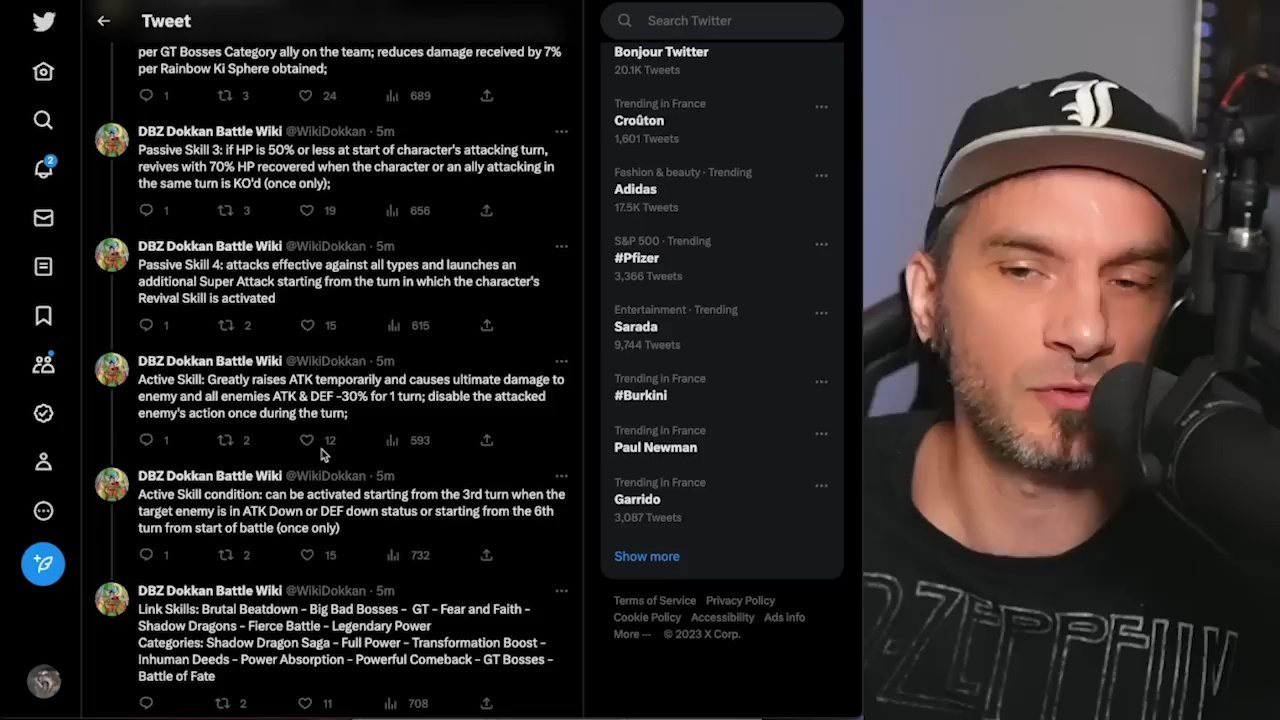 Tweet
per GT Bosses Category ally on the team; reduces damage received by 7%
per Rainbow Ki Sphere obtained;
1 3 24 689
DBZ Dokkan Battle Wiki @WikiDokkan · 5m
Passive Skill 3: if HP is 50% or less at start of character's attacking turn,
revives with 70% HP recovered when the character or an ally attacking in
the same turn is KO'd (once only);
1 3 19 656
DBZ Dokkan Battle Wiki @WikiDokkan · 5m
Passive Skill 4: attacks effective against all types and launches an
additional Super Attack starting from the turn in which the character's
Revival Skill is activated
1 2 15 615
DBZ Dokkan Battle Wiki @WikiDokkan · 5m
Active Skill: Greatly raises ATK temporarily and causes ultimate damage to
enemy and all enemies ATK & DEF -30% for 1 turn; disable the attacked
enemy's action once during the turn;
1 2 12 593
DBZ Dokkan Battle Wiki @WikiDokkan · 5m
Active Skill condition: can be activated starting from the 3rd turn when the
target enemy is in ATK Down or DEF down status or starting from the 6th
turn from start of battle (once only)
1 2 15 732
DBZ Dokkan Battle Wiki @WikiDokkan · 5m
Link Skills: Brutal Beatdown - Big Bad Bosses - GT - Fear and Faith -
Shadow Dragons - Fierce Battle - Legendary Power
Categories: Shadow Dragon Saga - Full Power - Transformation Boost -
Inhuman Deeds - Power Absorption - Powerful Comeback - GT Bosses -
Battle of Fate
2 11 708
2
Search Twitter
Bonjour Twitter
20.1K Tweets
Trending in France
Croûton
1,601 Tweets
Fashion & beauty · Trending
Adidas
17.5K Tweets
S&P 500 · Trending
#Pfizer
3,366 Tweets
Entertainment · Trending
Sarada
9,744 Tweets
Trending in France
#Burkini
Trending in France
Paul Newman
Trending in France
Garrido
3,087 Tweets
Show more
Terms of Service Privacy Policy
Cookie Policy Accessibility Ads info
More ··· © 2023 X Corp.